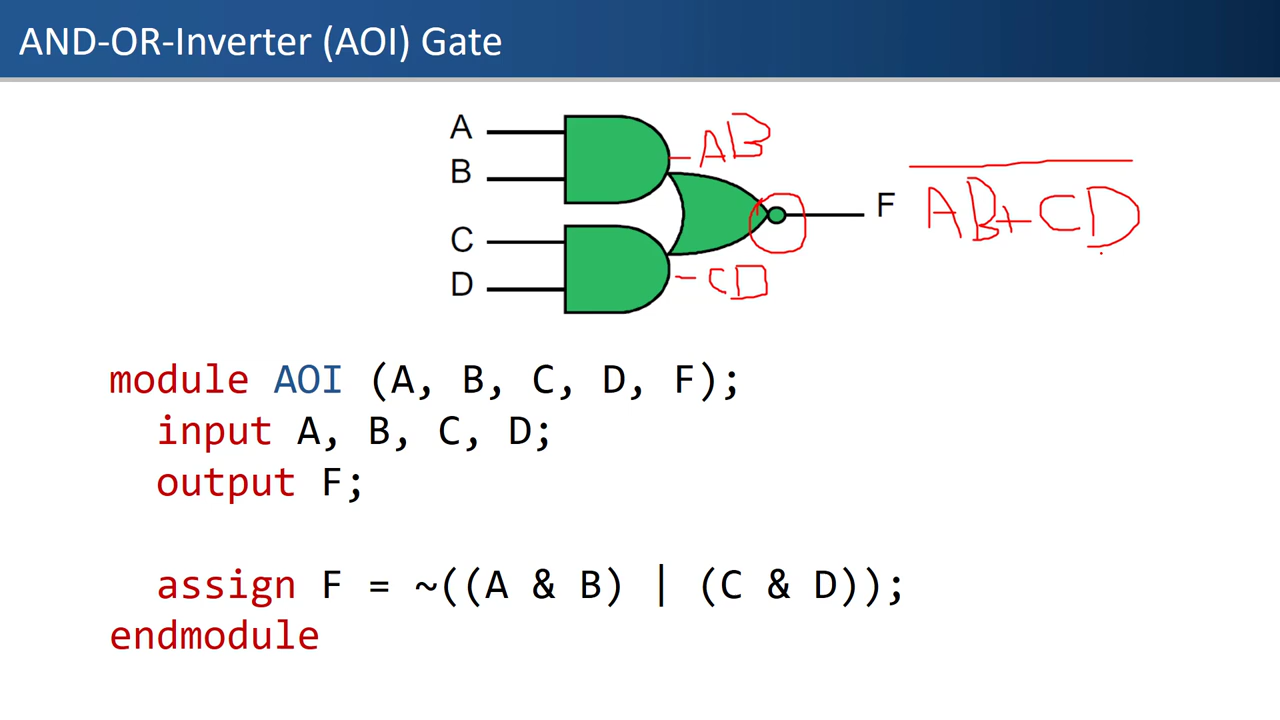 AND-OR-Inverter (AOI) Gate
A
B
C
D
AB
CD
F
AB+CD
module AOI (A, B, C, D, F);
input A, B, C, D;
output F;
assign F = ~((A & B) | (C & D));
endmodule